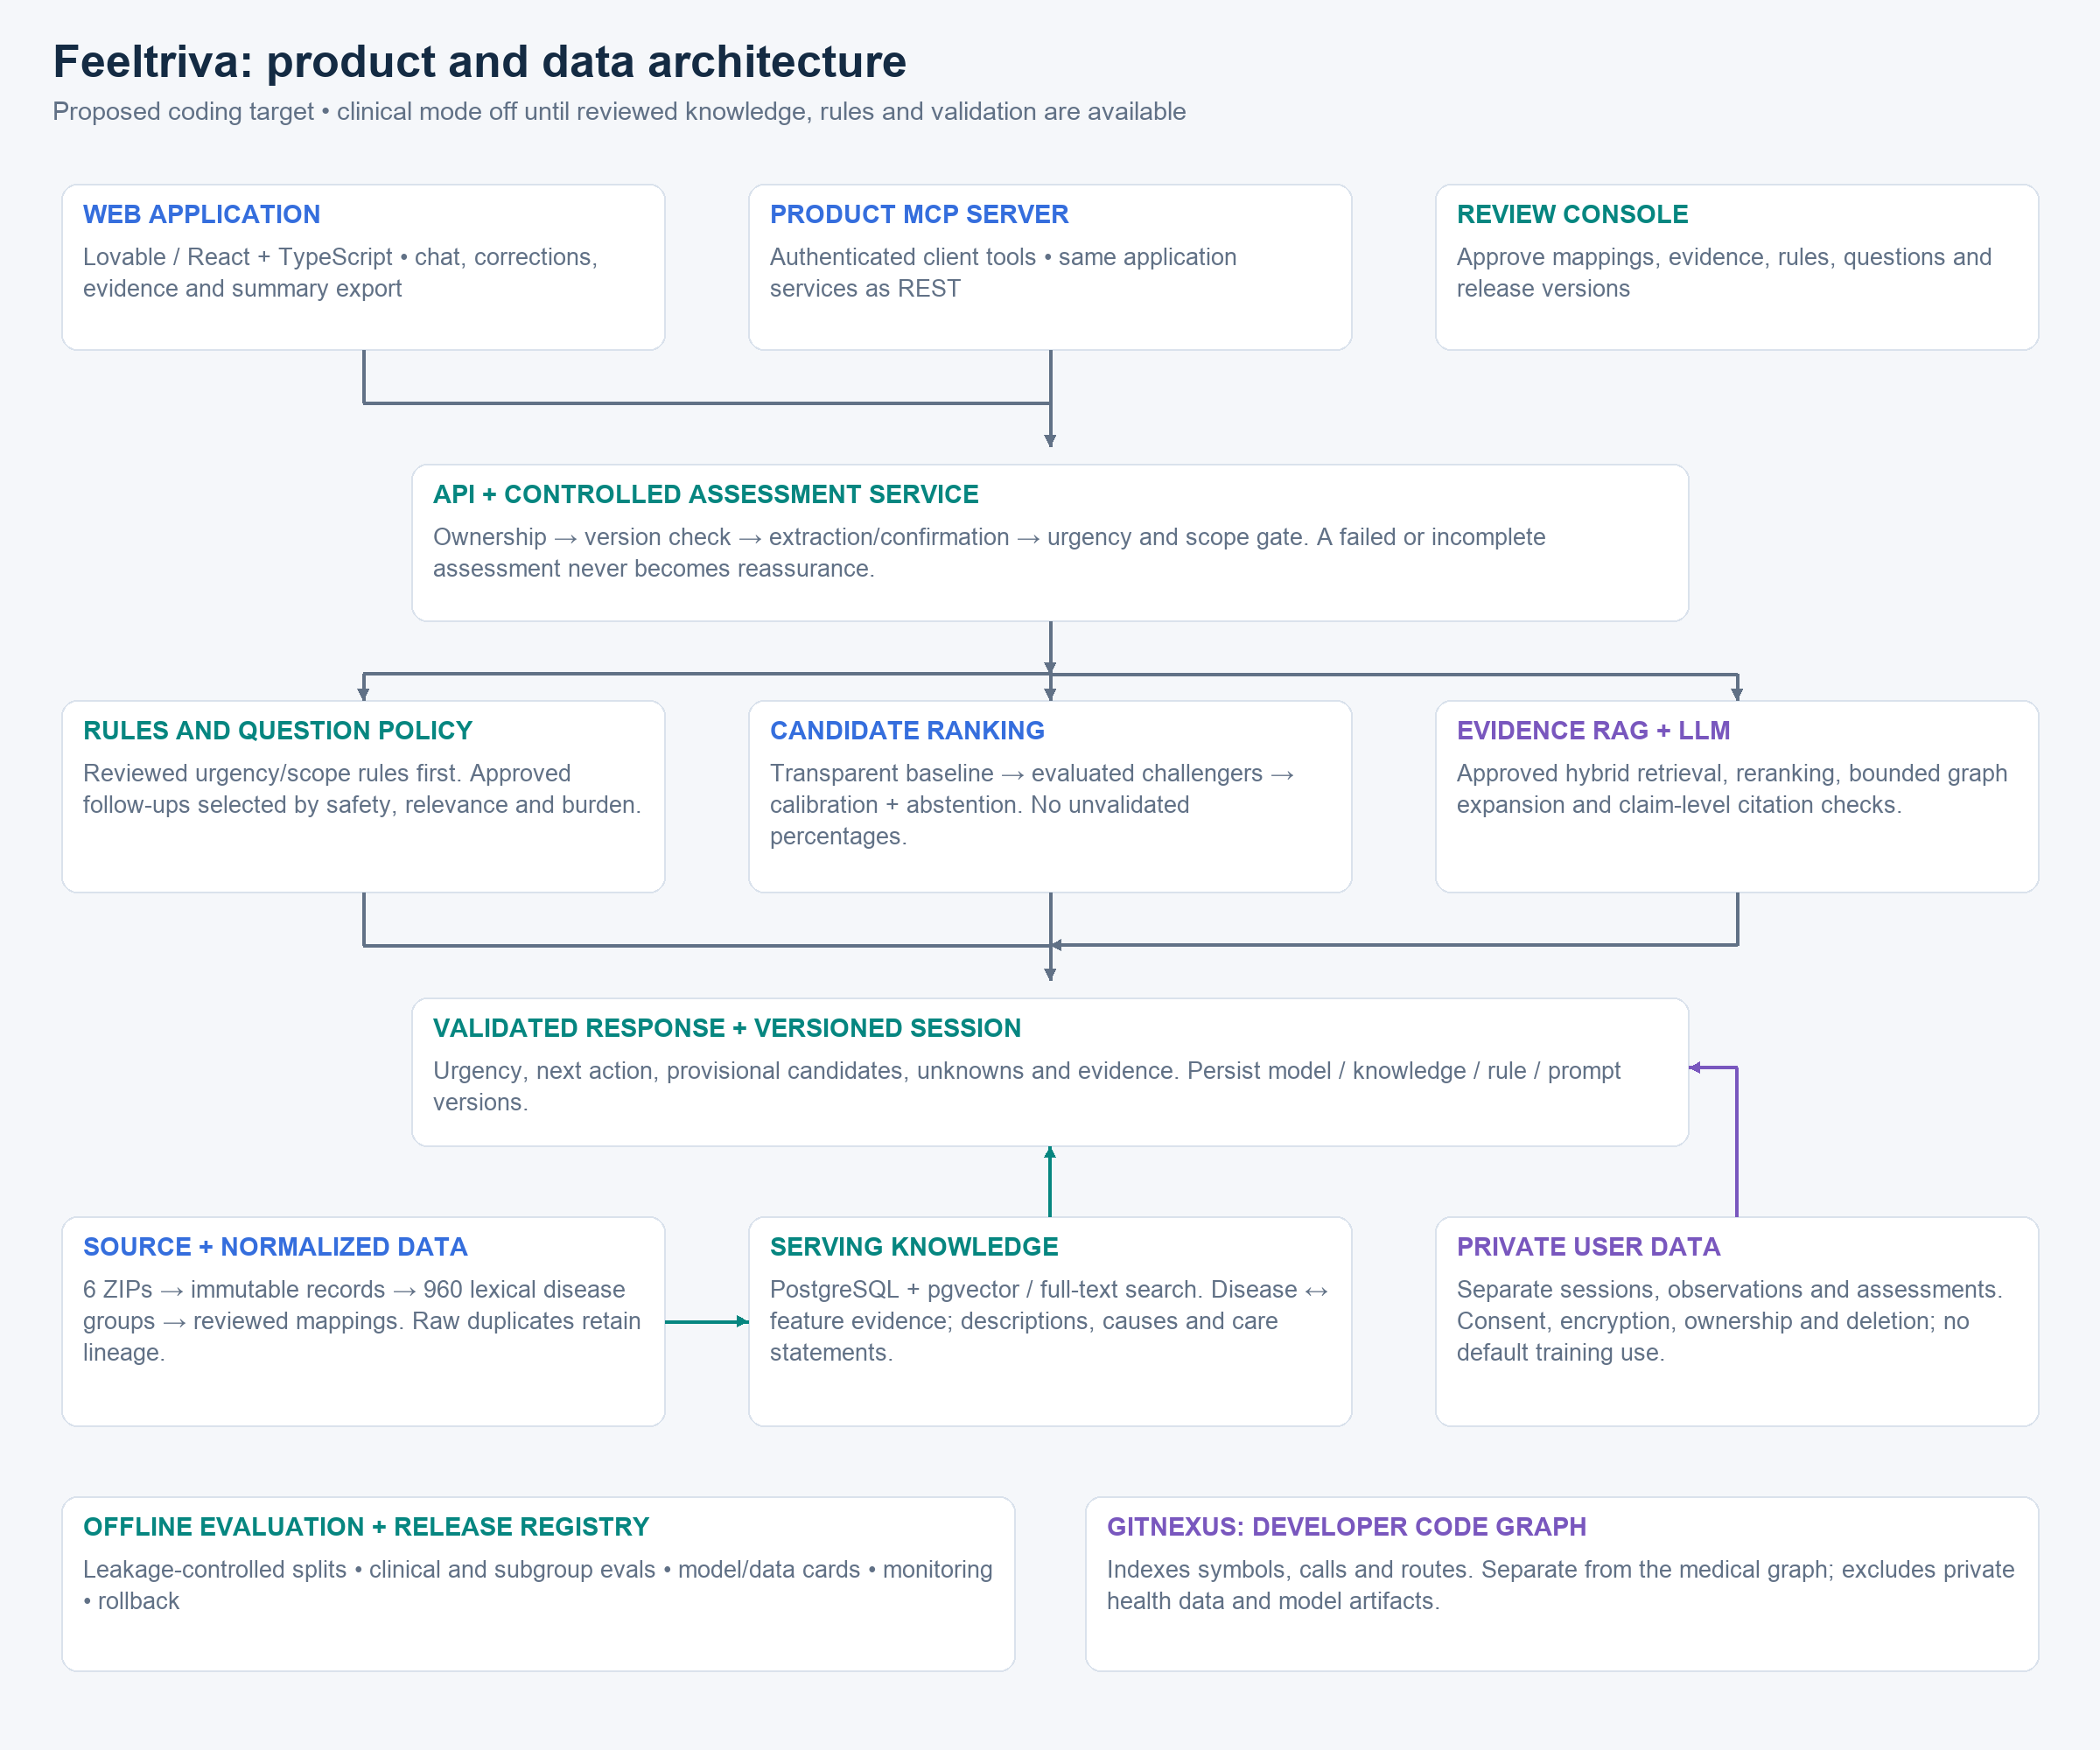 Feeltriva: product and data architecture
Proposed coding target • clinical mode off until reviewed knowledge, rules and validation are available
WEB APPLICATION
Lovable / React + TypeScript • chat, corrections,
evidence and summary export
PRODUCT MCP SERVER
Authenticated client tools • same application
services as REST
REVIEW CONSOLE
Approve mappings, evidence, rules, questions and
release versions
API + CONTROLLED ASSESSMENT SERVICE
Ownership → version check → extraction/confirmation → urgency and scope gate. A failed or incomplete
assessment never becomes reassurance.
RULES AND QUESTION POLICY
Reviewed urgency/scope rules first. Approved
follow-ups selected by safety, relevance and burden.
CANDIDATE RANKING
Transparent baseline → evaluated challengers →
calibration + abstention. No unvalidated
percentages.
EVIDENCE RAG + LLM
Approved hybrid retrieval, reranking, bounded graph
expansion and claim-level citation checks.
VALIDATED RESPONSE + VERSIONED SESSION
Urgency, next action, provisional candidates, unknowns and evidence. Persist model / knowledge / rule / prompt
versions.
SOURCE + NORMALIZED DATA
6 ZIPs → immutable records → 960 lexical disease
groups → reviewed mappings. Raw duplicates retain
lineage.
SERVING KNOWLEDGE
PostgreSQL + pgvector / full-text search. Disease ↔
feature evidence; descriptions, causes and care
statements.
PRIVATE USER DATA
Separate sessions, observations and assessments.
Consent, encryption, ownership and deletion; no
default training use.
OFFLINE EVALUATION + RELEASE REGISTRY
Leakage-controlled splits • clinical and subgroup evals • model/data cards • monitoring
• rollback
GITNEXUS: DEVELOPER CODE GRAPH
Indexes symbols, calls and routes. Separate from the medical graph; excludes private
health data and model artifacts.